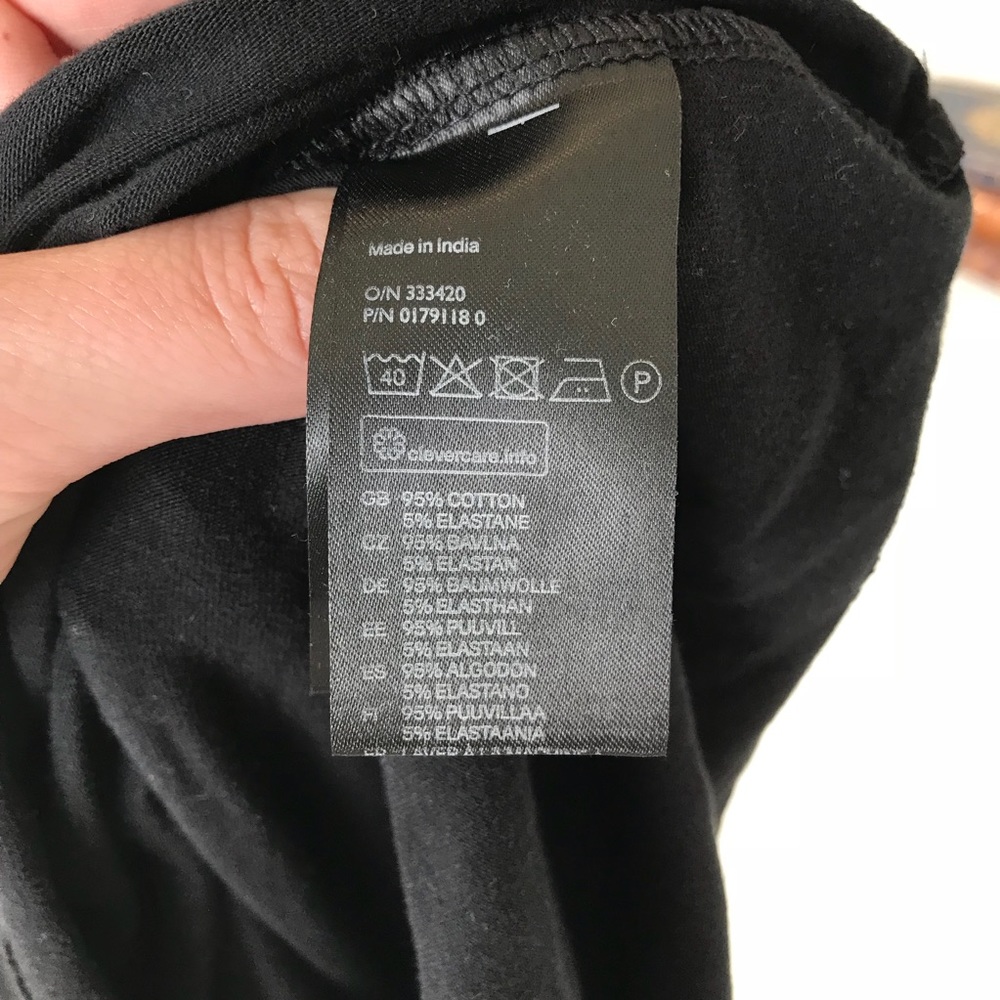 Made in India
O/N 333420
P/N 0179118 0
40 P
clevercare.info
GB 95% COTTON
5% ELASTANE
CZ 95% BAVLNA
5% ELASTAN
DE 95% BAUMWOLLE
5% ELASTHAN
EE 95% PUUVILL
5% ELASTAAN
ES 95% ALGODON
5% ELASTANO
FI 95% PUUVILLAA
5% ELASTAANIA